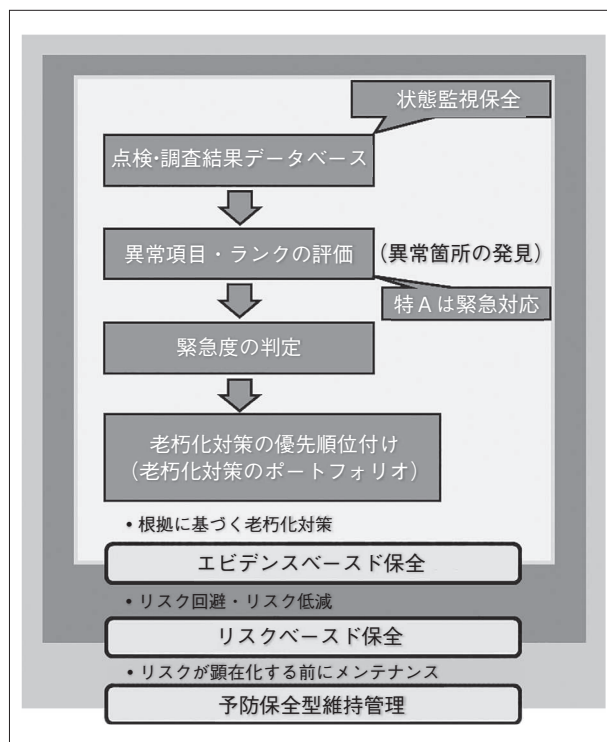 状態監視保全
点検・調査結果データベース
異常項目・ランクの評価
(異常箇所の発見)
特Aは緊急対応
緊急度の判定
老朽化対策の優先順位付け
(老朽化対策のポートフォリオ)
•根拠に基づく老朽化対策
エビデンスベースド保全
•リスク回避・リスク低減
リスクベースド保全
•リスクが顕在化する前にメンテナンス
予防保全型維持管理